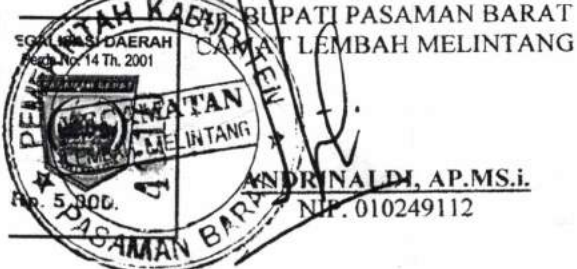 BUPATI PASAMAN BARAT
CAMAT LEMBAH MELINTANG
LEGALISASI DAERAH
Perda No. 14 Th. 2001
PEMERINTAH KABUPATEN
KECAMATAN
LEMBAH MELINTANG
Rp. 5.000.
PASAMAN BARAT
ANDRINALDI, AP.MS.i.
NIP. 010249112